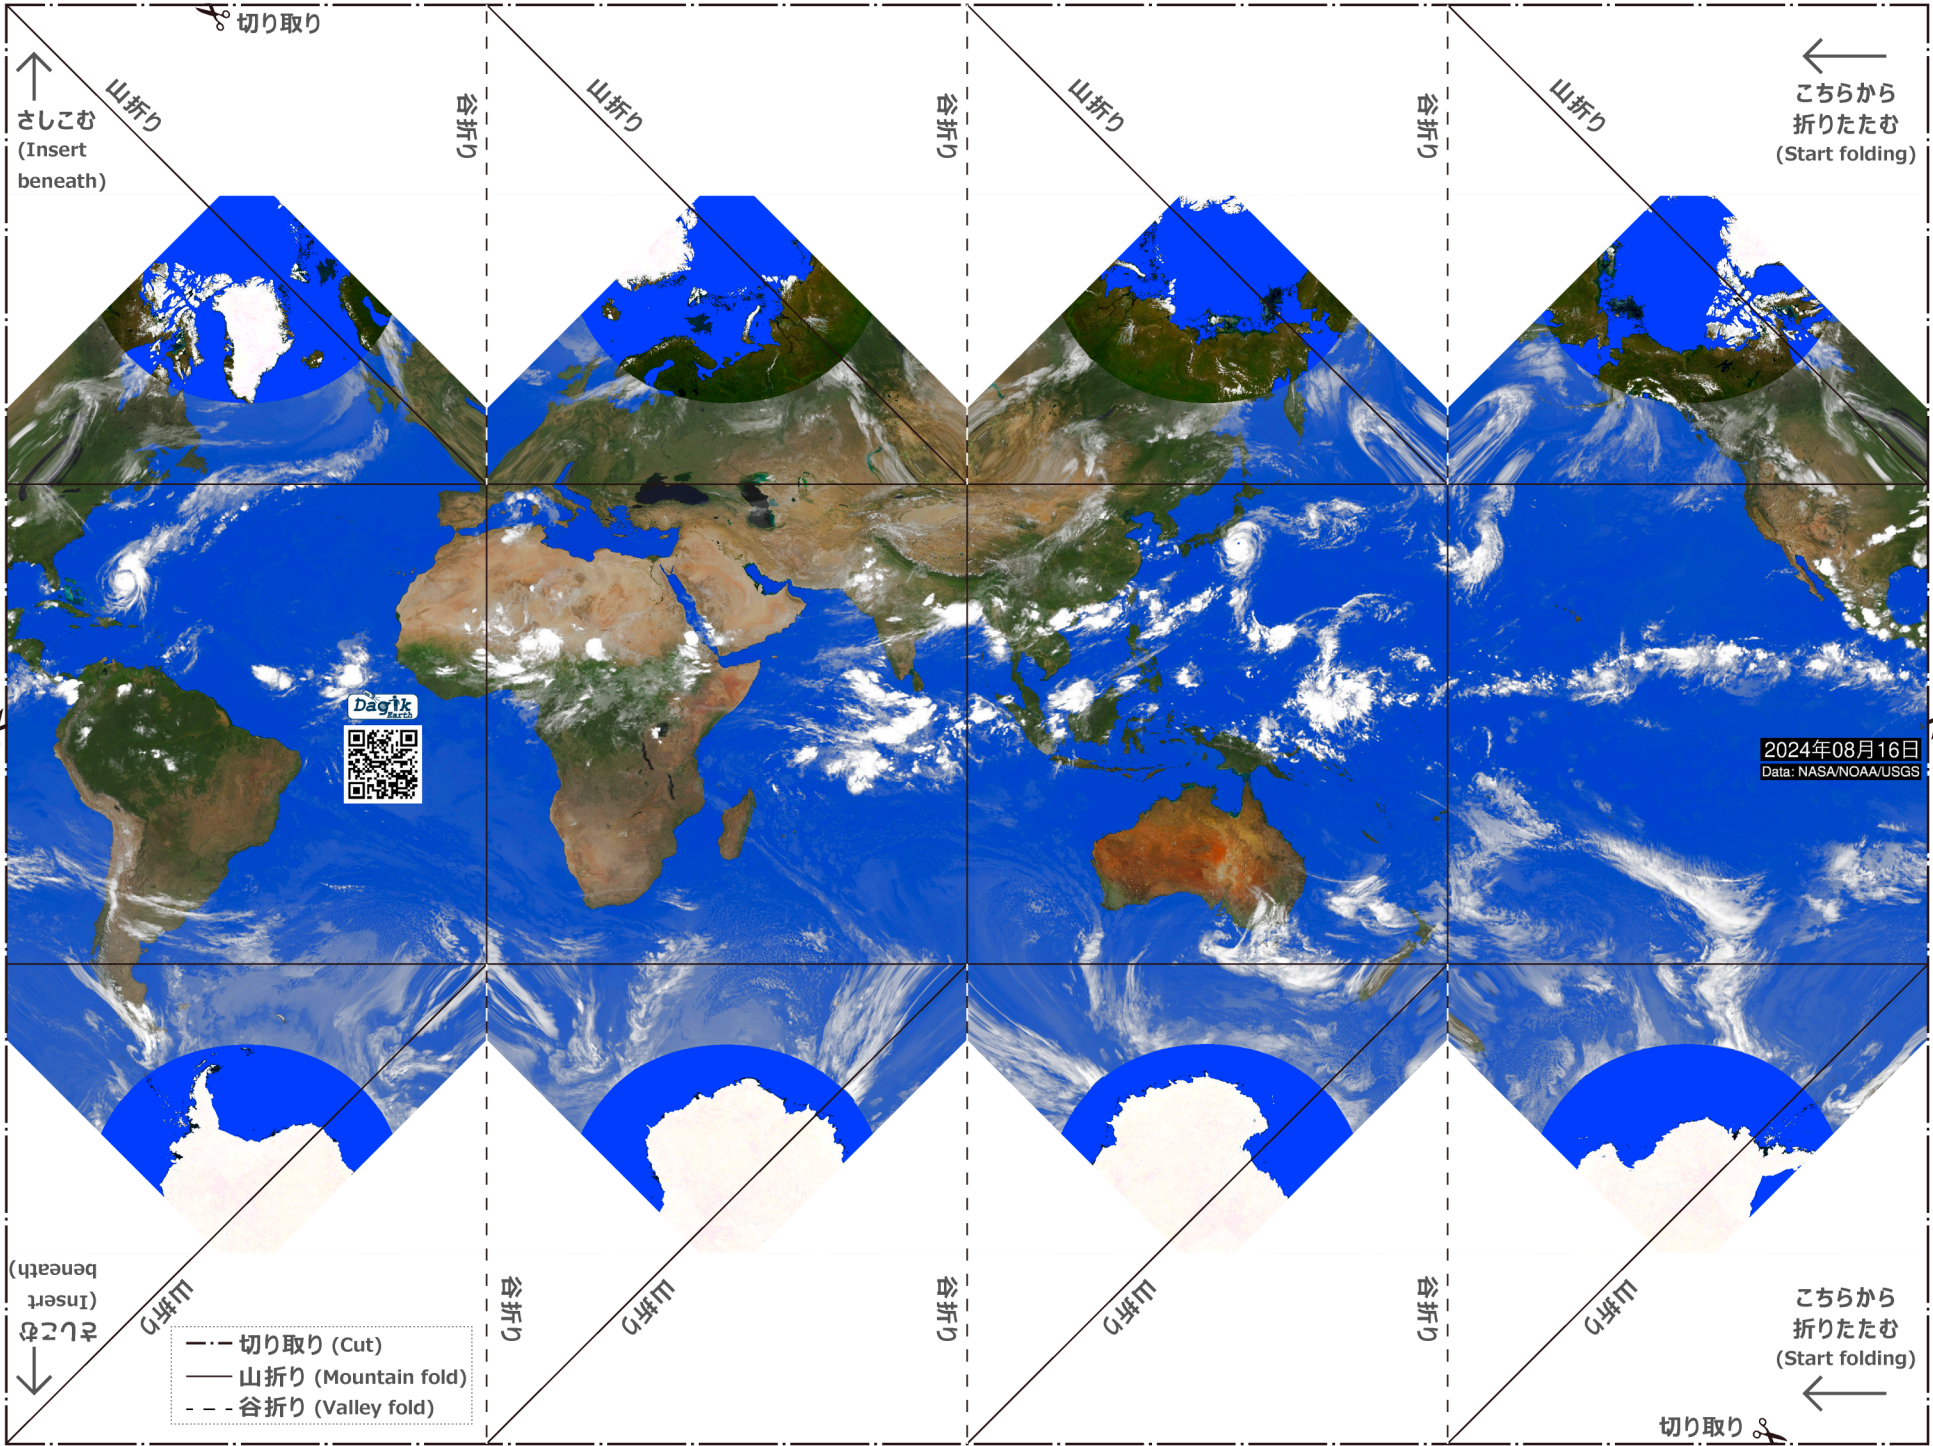 切り取り
山折り
谷折り
山折り
谷折り
山折り
谷折り
山折り
さしこむ
(Insert
beneath)
こちらから
折りたたむ
(Start folding)
Dagik
Earth
2024年08月16日
Data: NASA/NOAA/USGS
さしこむ
(Insert
beneath)
山折り
谷折り
山折り
谷折り
山折り
谷折り
山折り
こちらから
折りたたむ
(Start folding)
切り取り (Cut)
山折り (Mountain fold)
谷折り (Valley fold)
切り取り